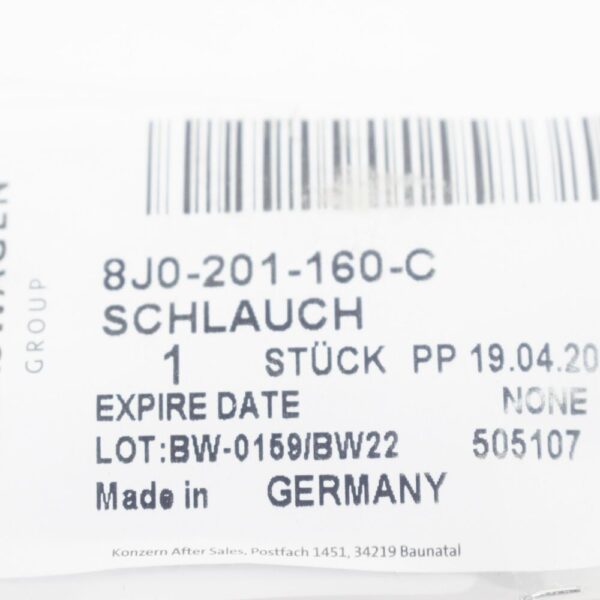 8J0-201-160-C
SCHLAUCH
1 STÜCK PP 19.04.20
EXPIRE DATE NONE
LOT:BW-0159/BW22 505107
Made in GERMANY
Konzern After Sales, Postfach 1451, 34219 Baunatal
GROUP